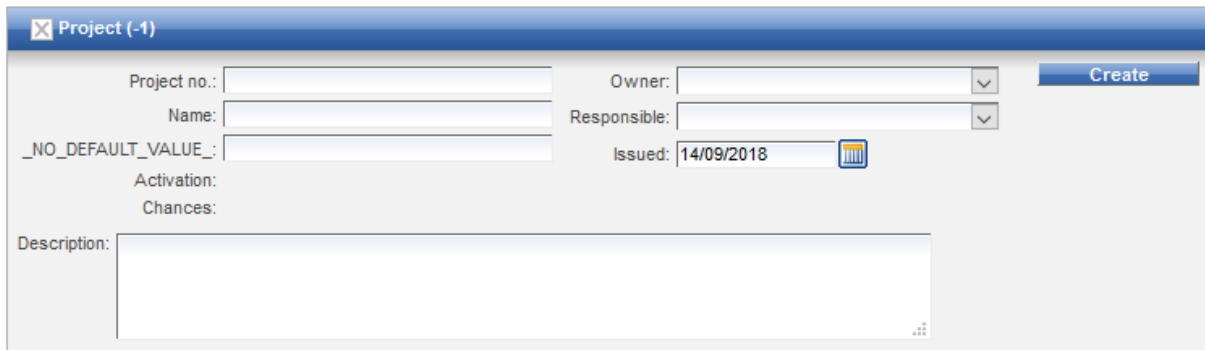 Project (-1)
Project no.:
Owner:
Create
Name:
Responsible:
_NO_DEFAULT_VALUE_:
Issued: 14/09/2018
Activation:
Chances:
Description: